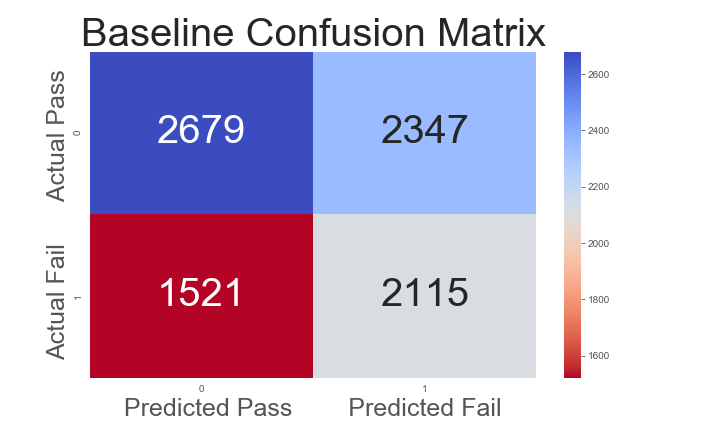 Baseline Confusion Matrix
Actual Pass
Actual Fail
0
1
2679
2347
1521
2115
0
1
Predicted Pass
Predicted Fail
2600
2400
2200
2000
1800
1600